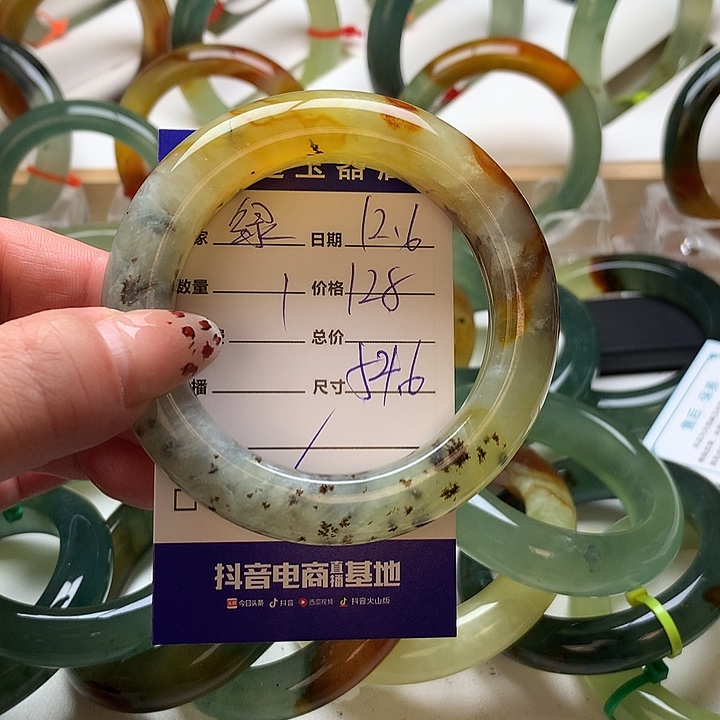 玉器
家 绿 日期 12.6
数量 1 价格 128
总价
播 尺寸 54.6
抖音电商直播基地
今日头条 抖音 西瓜视频 抖音火山版